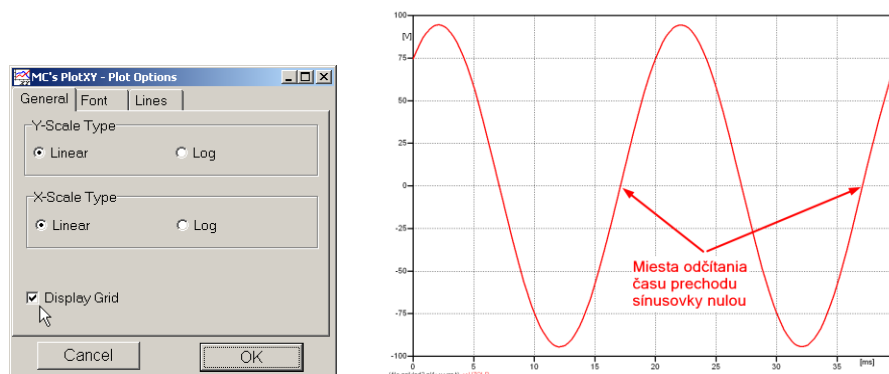 MC's PlotXY - Plot Options
General Font Lines
Y-Scale Type
Linear Log
X-Scale Type
Linear Log
Display Grid
Cancel OK
100
[V]
75
50
25
0
-25
-50
-75
-100
0 5 10 15 20 25 30 35 [ms]
Miesta odčítania
času prechodu
sínusovky nulou